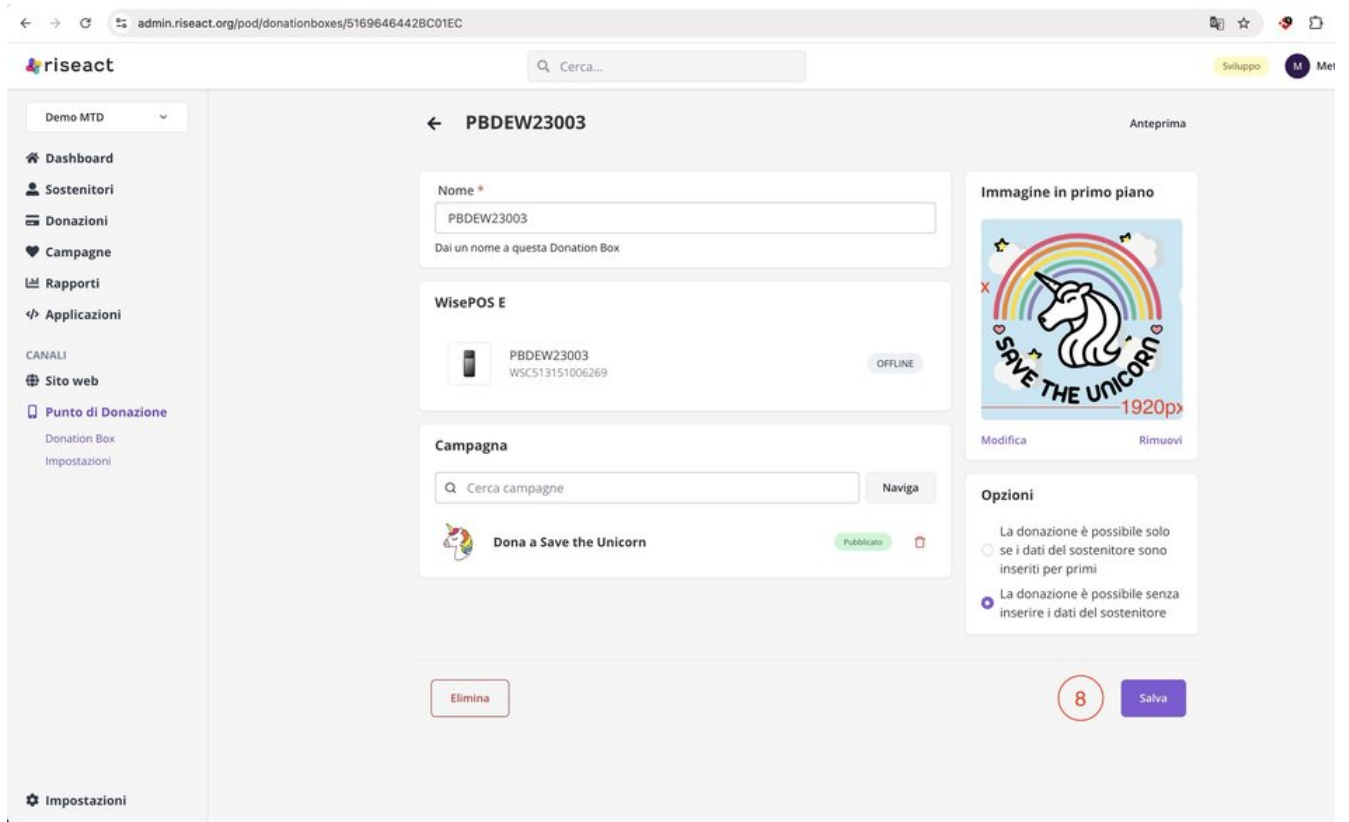 admin.riseact.org/pod/donationboxes/5169646442BC01EC
riseact
Cerca...
Sviluppo
M
Met
Demo MTD
Dashboard
Sostenitori
Donazioni
Campagne
Rapporti
Applicazioni
CANALI
Sito web
Punto di Donazione
Donation Box
Impostazioni
Impostazioni
PBDEW23003
Anteprima
Nome *
PBDEW23003
Dai un nome a questa Donation Box
WisePOS E
PBDEW23003
WSC513151006269
OFFLINE
Campagna
Cerca campagne
Naviga
Dona a Save the Unicorn
Pubblicato
Immagine in primo piano
x
SAVE THE UNICORN
1920px
Modifica
Rimuovi
Opzioni
La donazione è possibile solo
se i dati del sostenitore sono
inseriti per primi
La donazione è possibile senza
inserire i dati del sostenitore
Elimina
8
Salva